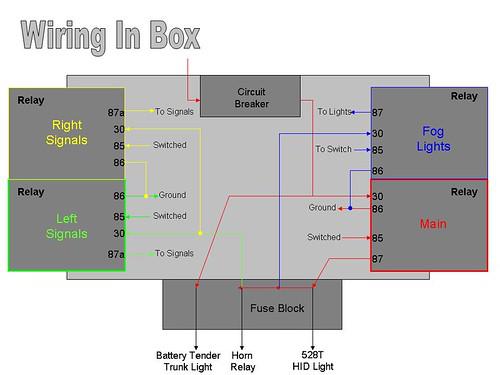 Wiring In Box
Circuit
Breaker
Relay
Right
Signals
87a
30
85
86
To Signals
Switched
Relay
Left
Signals
86
85
30
87a
Ground
Switched
To Signals
Relay
Fog
Lights
87
30
85
86
To Lights
To Switch
Relay
Main
30
86
85
87
Ground
Switched
Fuse Block
Battery Tender
Trunk Light
Horn
Relay
528T
HID Light